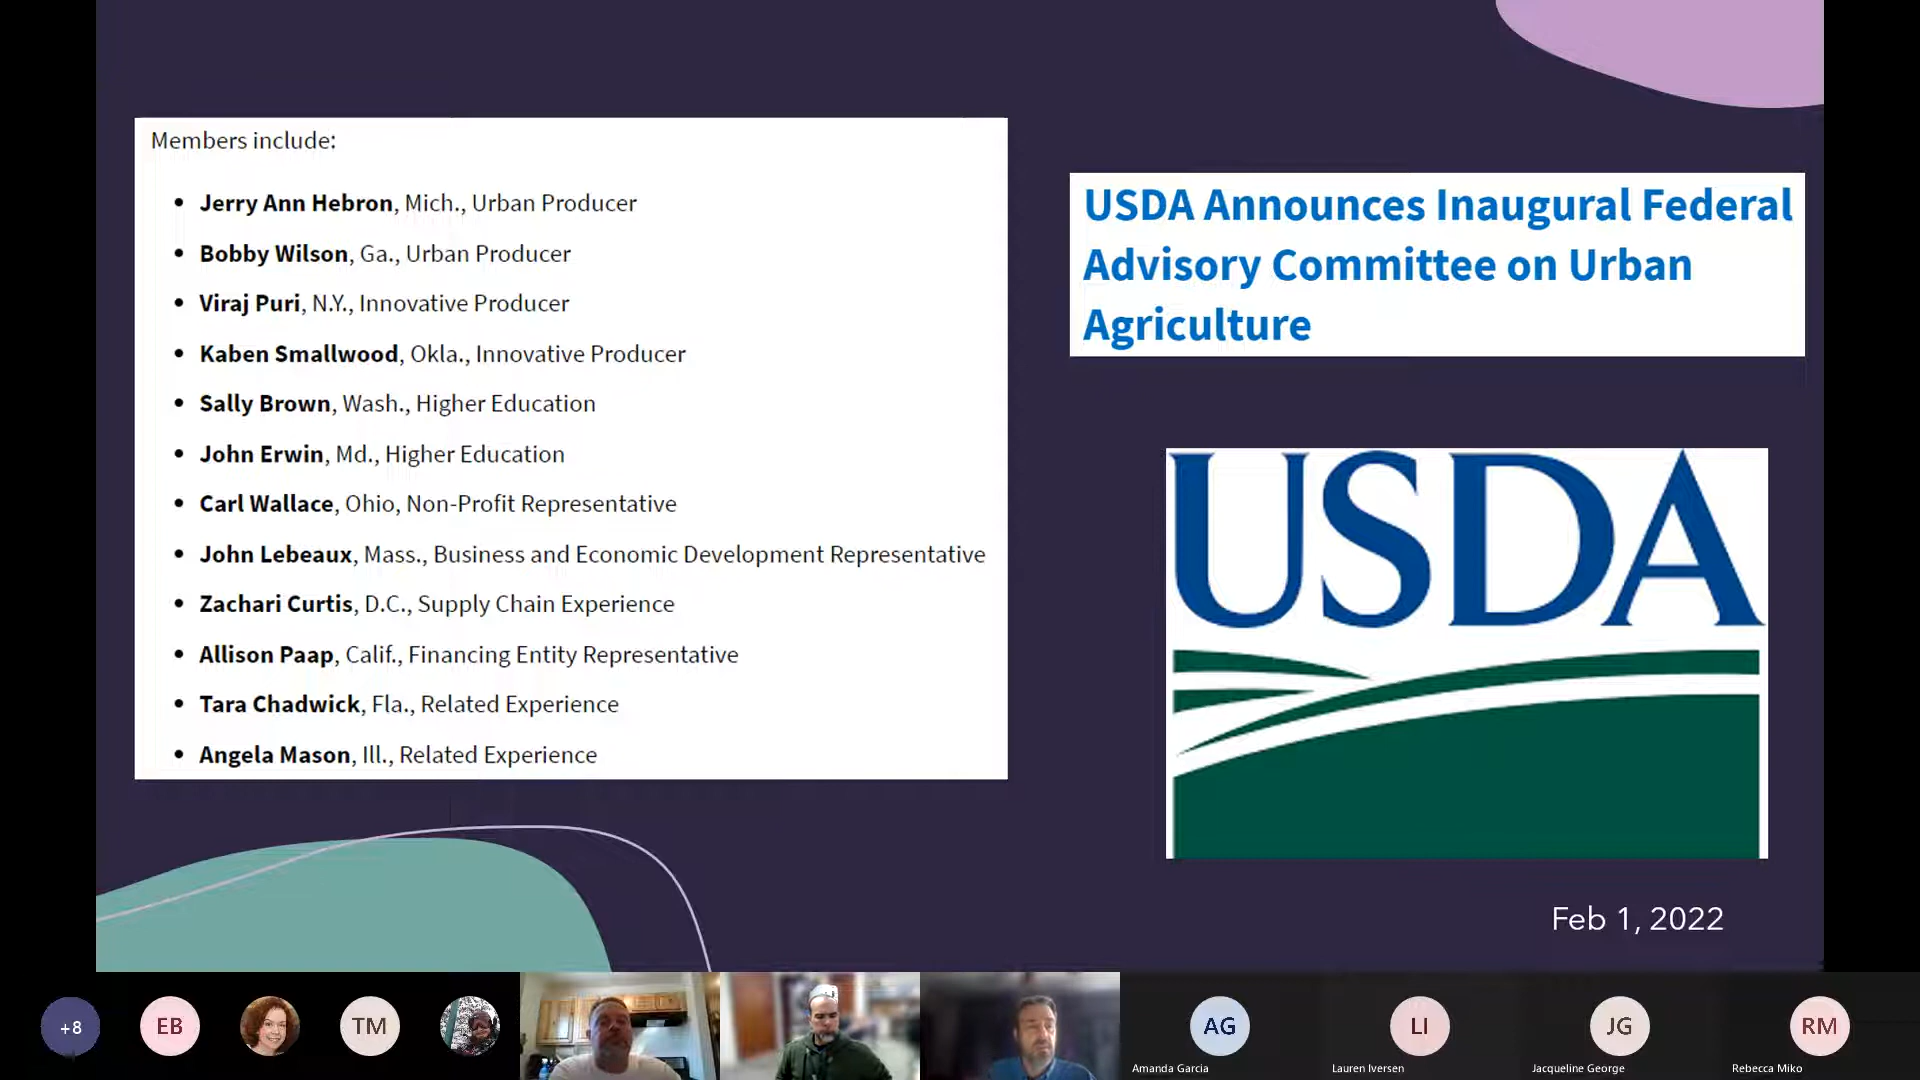 Members include:
• Jerry Ann Hebron, Mich., Urban Producer
• Bobby Wilson, Ga., Urban Producer
• Viraj Puri, N.Y., Innovative Producer
• Kaben Smallwood, Okla., Innovative Producer
• Sally Brown, Wash., Higher Education
• John Erwin, Md., Higher Education
• Carl Wallace, Ohio, Non-Profit Representative
• John Lebeaux, Mass., Business and Economic Development Representative
• Zachari Curtis, D.C., Supply Chain Experience
• Allison Paap, Calif., Financing Entity Representative
• Tara Chadwick, Fla., Related Experience
• Angela Mason, Ill., Related Experience
USDA Announces Inaugural Federal
Advisory Committee on Urban
Agriculture
USDA
Feb 1, 2022
+8
EB
TM
AG
Amanda Garcia
LI
Lauren Iversen
JG
Jacqueline George
RM
Rebecca Miko